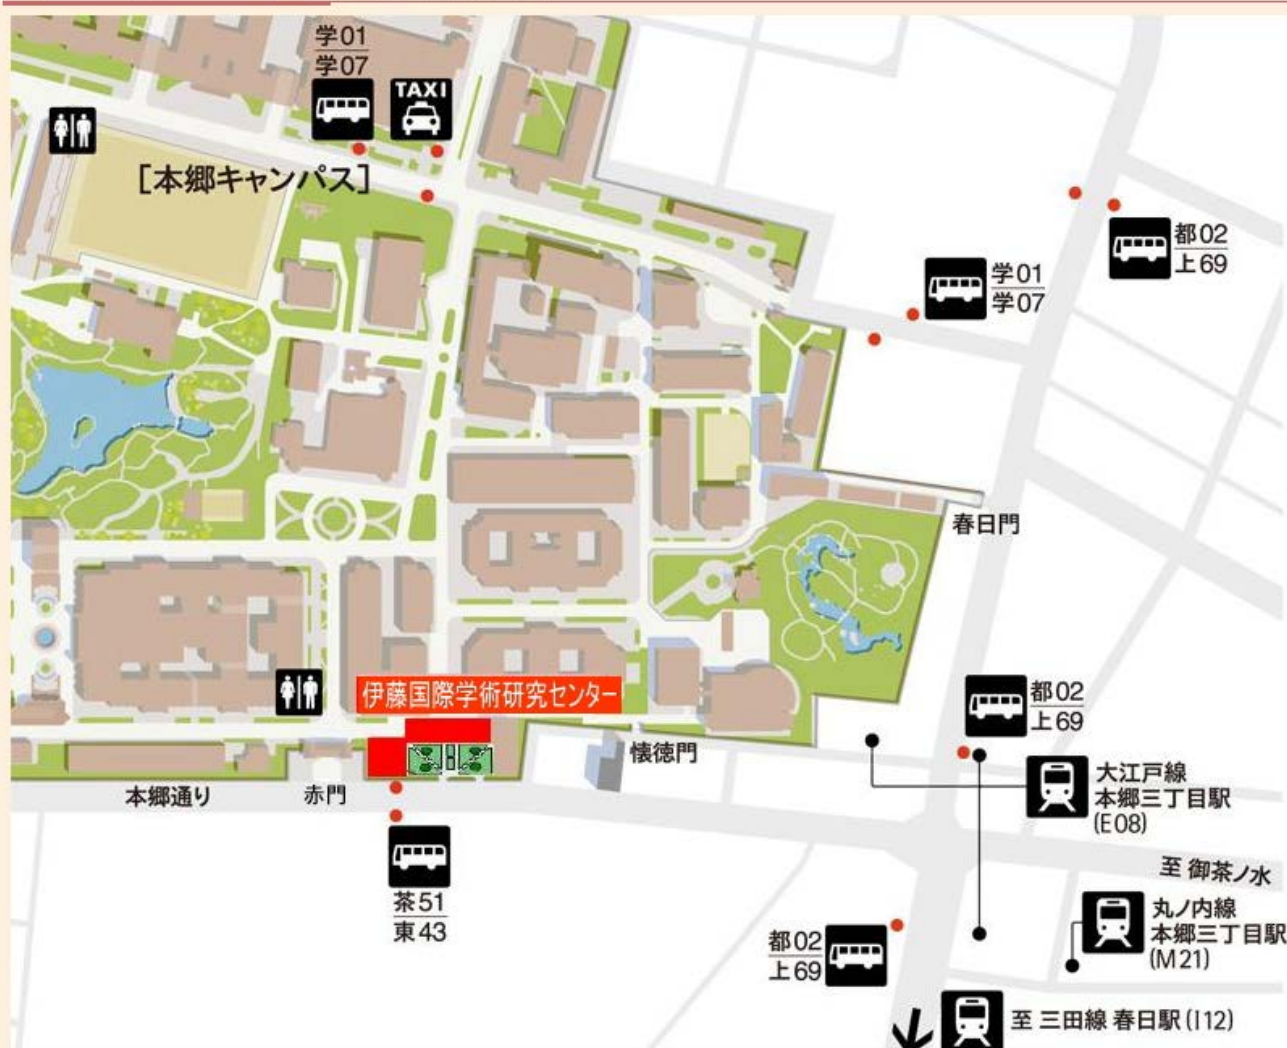 学01
学07
TAXI
[本郷キャンパス]
都02
上69
学01
学07
春日門
伊藤国際学術研究センター
都02
上69
懐徳門
本郷通り
赤門
大江戸線
本郷三丁目駅
(E08)
茶51
東43
至 御茶ノ水
丸ノ内線
本郷三丁目駅
(M21)
都02
上69
至 三田線 春日駅(I12)